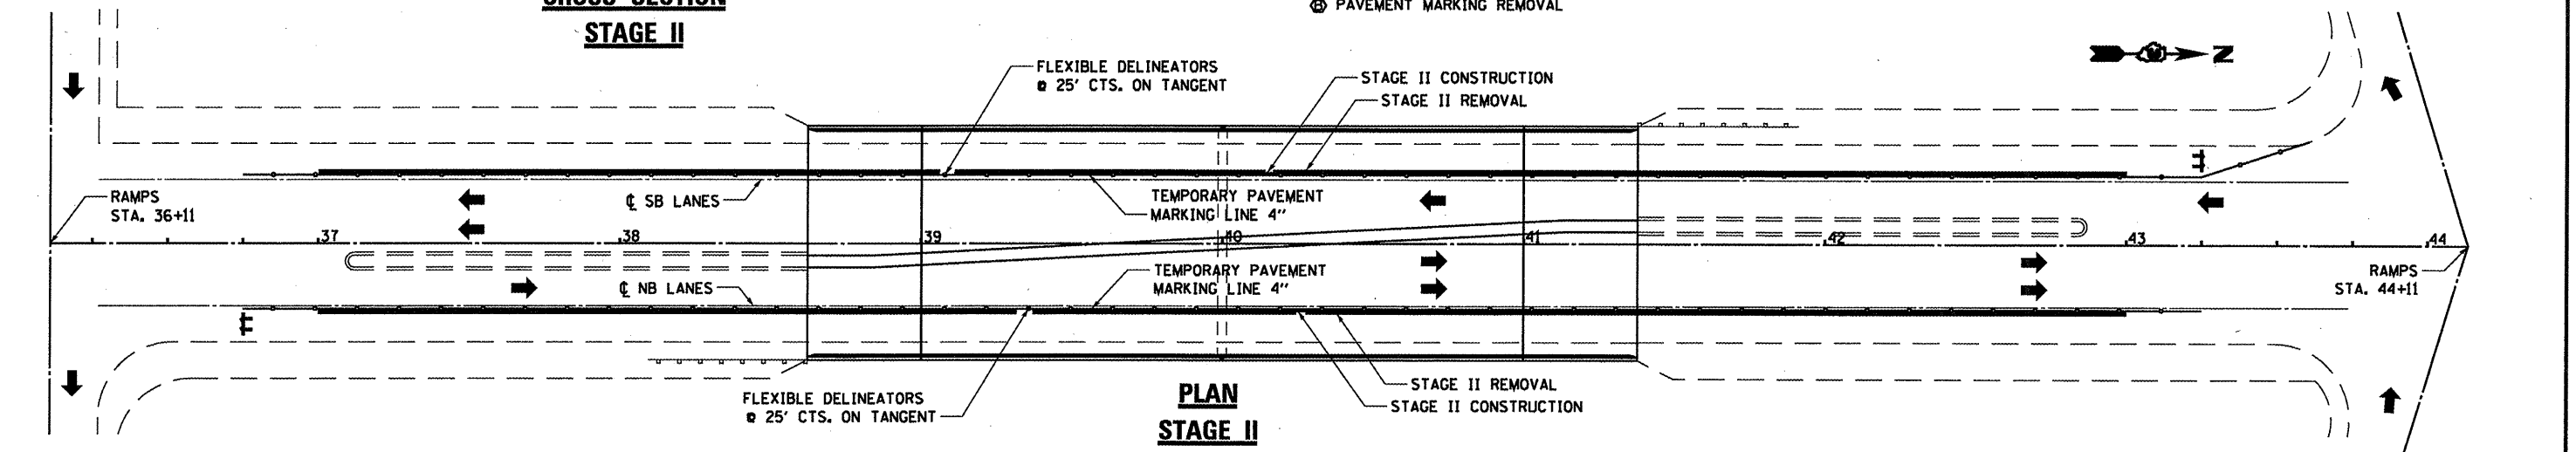 CROSS SECTION
STAGE II
Ⓗ PAVEMENT MARKING REMOVAL
N
FLEXIBLE DELINEATORS
@ 25' CTS. ON TANGENT
STAGE II CONSTRUCTION
STAGE II REMOVAL
RAMPS
STA. 36+11
℄ SB LANES
TEMPORARY PAVEMENT
MARKING LINE 4"
37 38 39 40 41 42 43 44
TEMPORARY PAVEMENT
MARKING LINE 4"
℄ NB LANES
RAMPS
STA. 44+11
FLEXIBLE DELINEATORS
@ 25' CTS. ON TANGENT
STAGE II REMOVAL
STAGE II CONSTRUCTION
PLAN
STAGE II